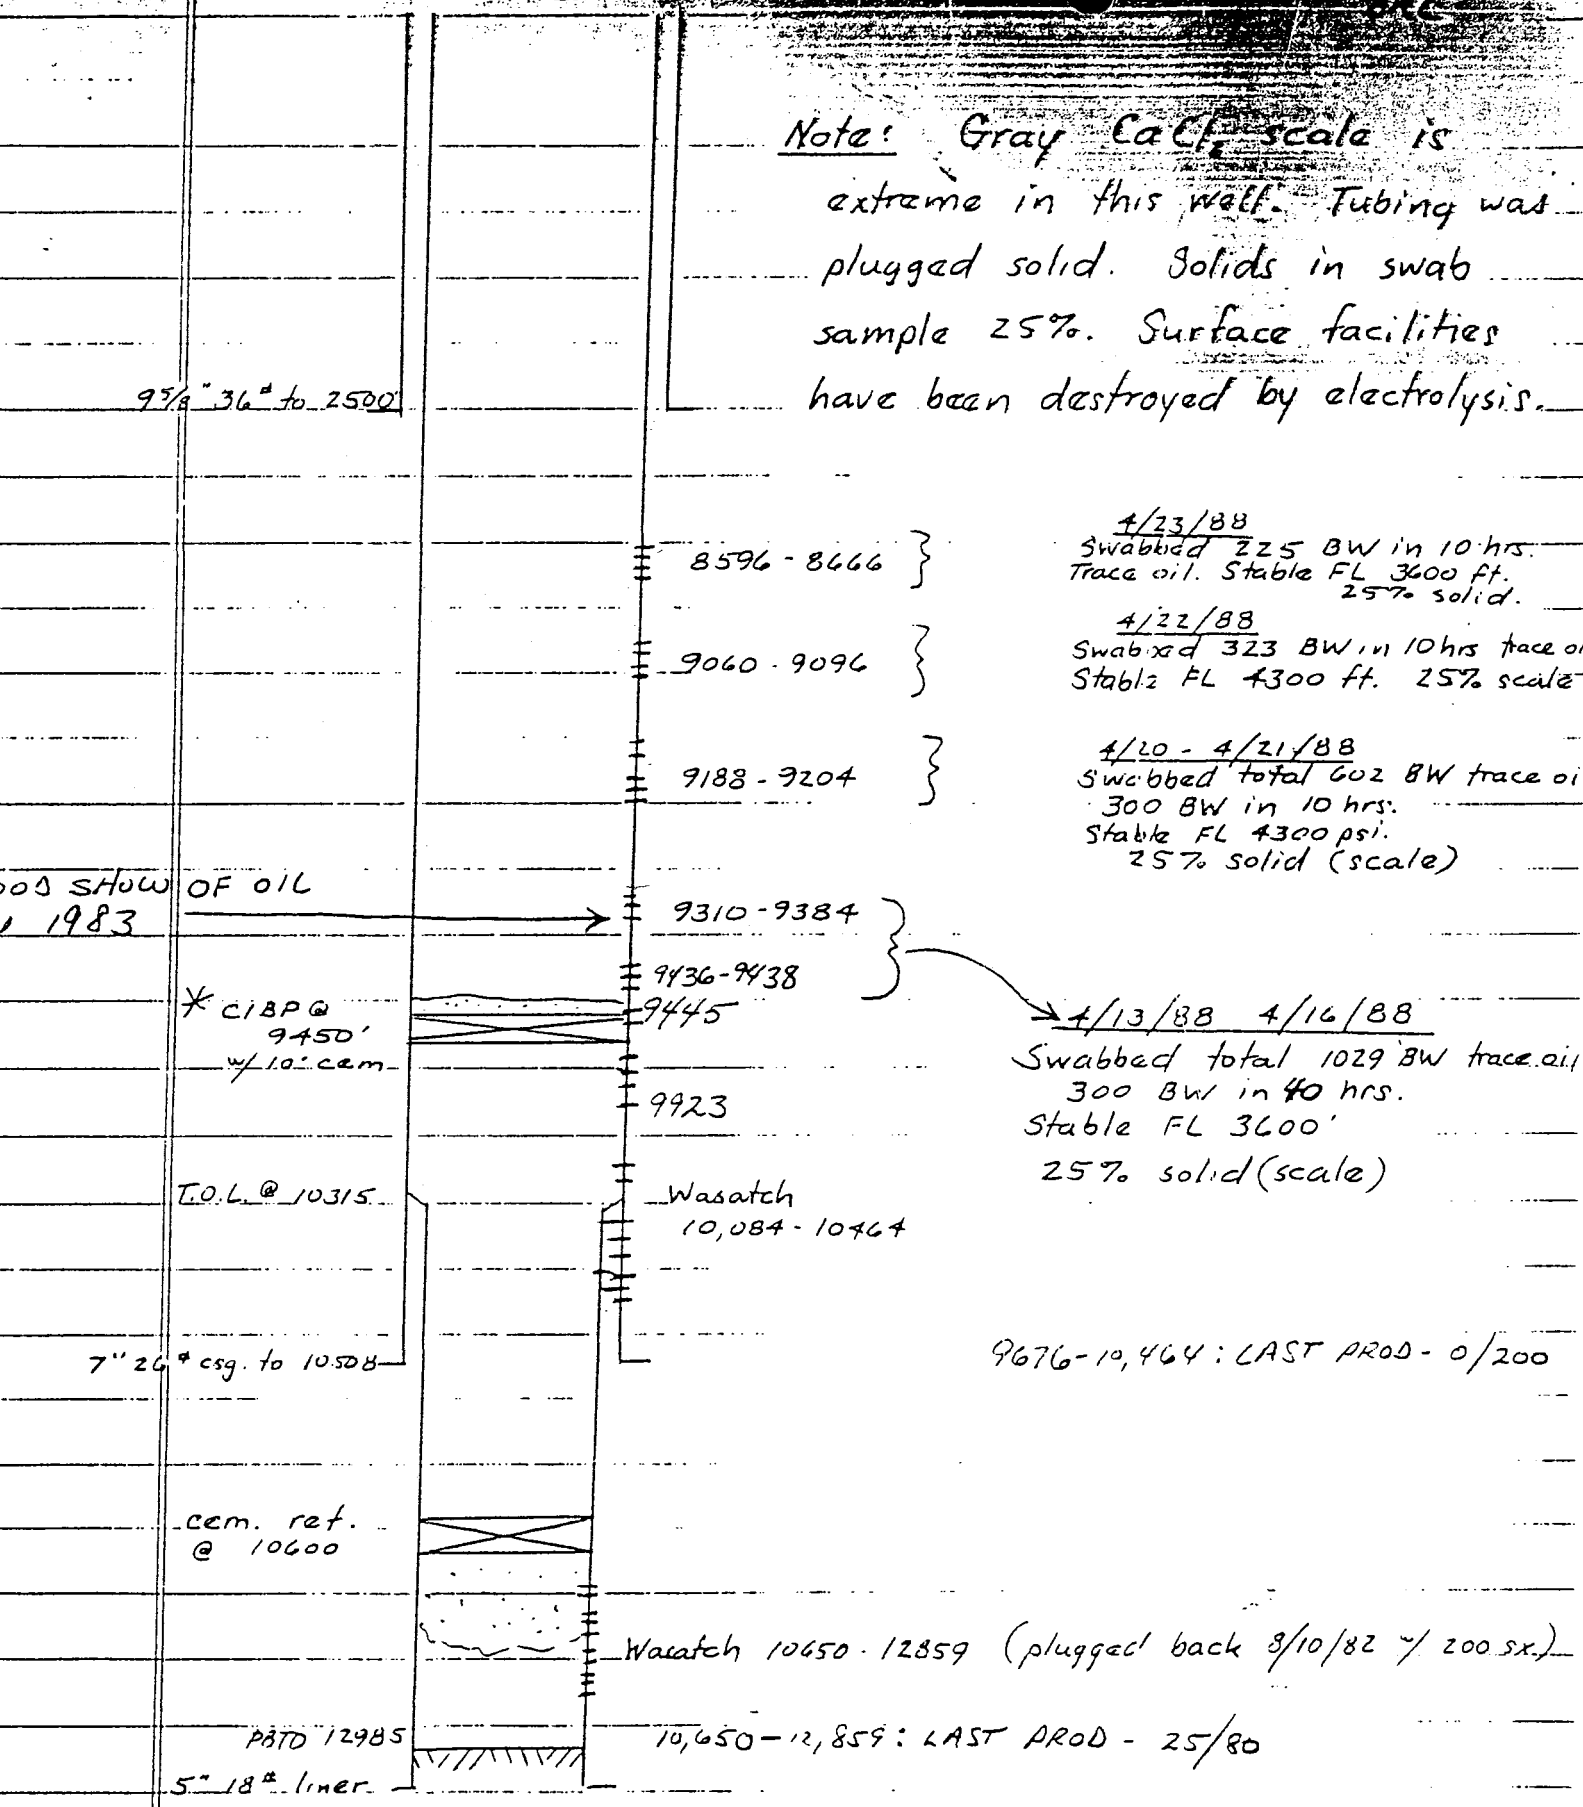 Note: Gray CaCl2 scale is
extreme in this well. Tubing was
plugged solid. Solids in swab
sample 25%. Surface facilities
have been destroyed by electrolysis.
9 5/8" 36# to 2500'
8596 - 8666
4/23/88
Swabbed 225 BW in 10 hrs.
Trace oil. Stable FL 3600 ft.
25% solid.
9060 - 9096
4/22/88
Swabbed 323 BW in 10 hrs trace oi
Stable FL 4300 ft. 25% scale
9188 - 9204
4/20 - 4/21/88
Swabbed total 602 BW trace oi
300 BW in 10 hrs.
Stable FL 4300 psi.
25% solid (scale)
OOD SHOW OF OIL
1983
9310 - 9384
9436-9438
* CIBP @
9450'
w/ 10' cem
9445
4/13/88 4/16/88
Swabbed total 1029 BW trace oil
300 BW in 40 hrs.
Stable FL 3600'
25% solid (scale)
9923
T.O.L. @ 10315
Wasatch
10,084 - 10464
7" 26# csg. to 10508
9676-10,464: LAST PROD - 0/200
cem. ret.
@ 10600
Wasatch 10650 - 12859 (plugged back 8/10/82 w/ 200 sx.)
PBTD 12985
10,650-12,859: LAST PROD - 25/80
5" 18# liner